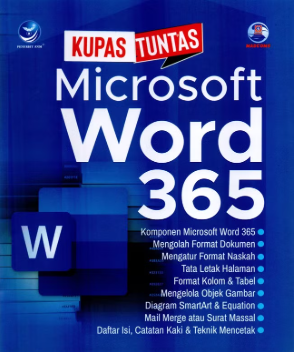 KUPAS TUNTAS
Microsoft
Word
365
W
Komponen Microsoft Word 365
Mengolah Format Dokumen
Mengatur Format Naskah
Tata Letak Halaman
Format Kolom & Tabel
Mengelola Objek Gambar
Diagram SmartArt & Equation
Mail Merge atau Surat Massal
Daftar Isi, Catatan Kaki & Teknik Mencetak